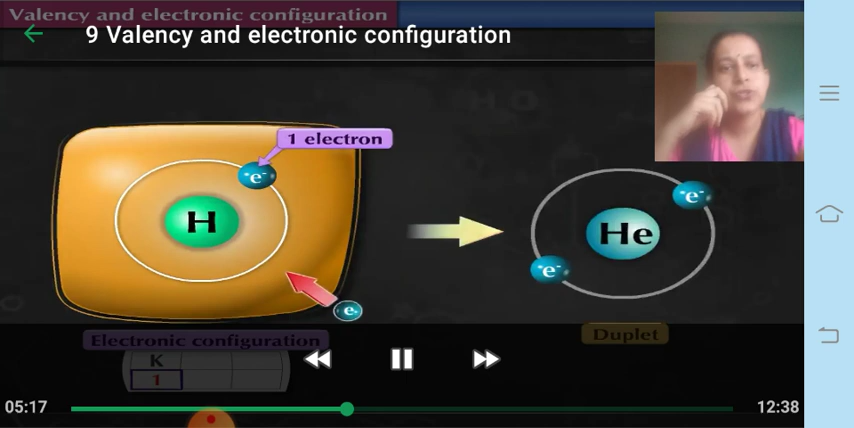 Valency and electronic configuration
9 Valency and electronic configuration
1 electron
e-
H
e-
He
e-
e-
Electronic configuration
Duplet
K
1
05:17
12:38